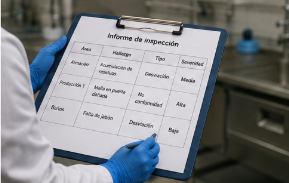 Informe de inspección
Área Hallazgo Tipo Severidad
Almacén Acumulación de residuos Desviación Media
Producción 1 Malla en puerta dañada No conformidad Alta
Baños Falta de jabón Desviación Baja